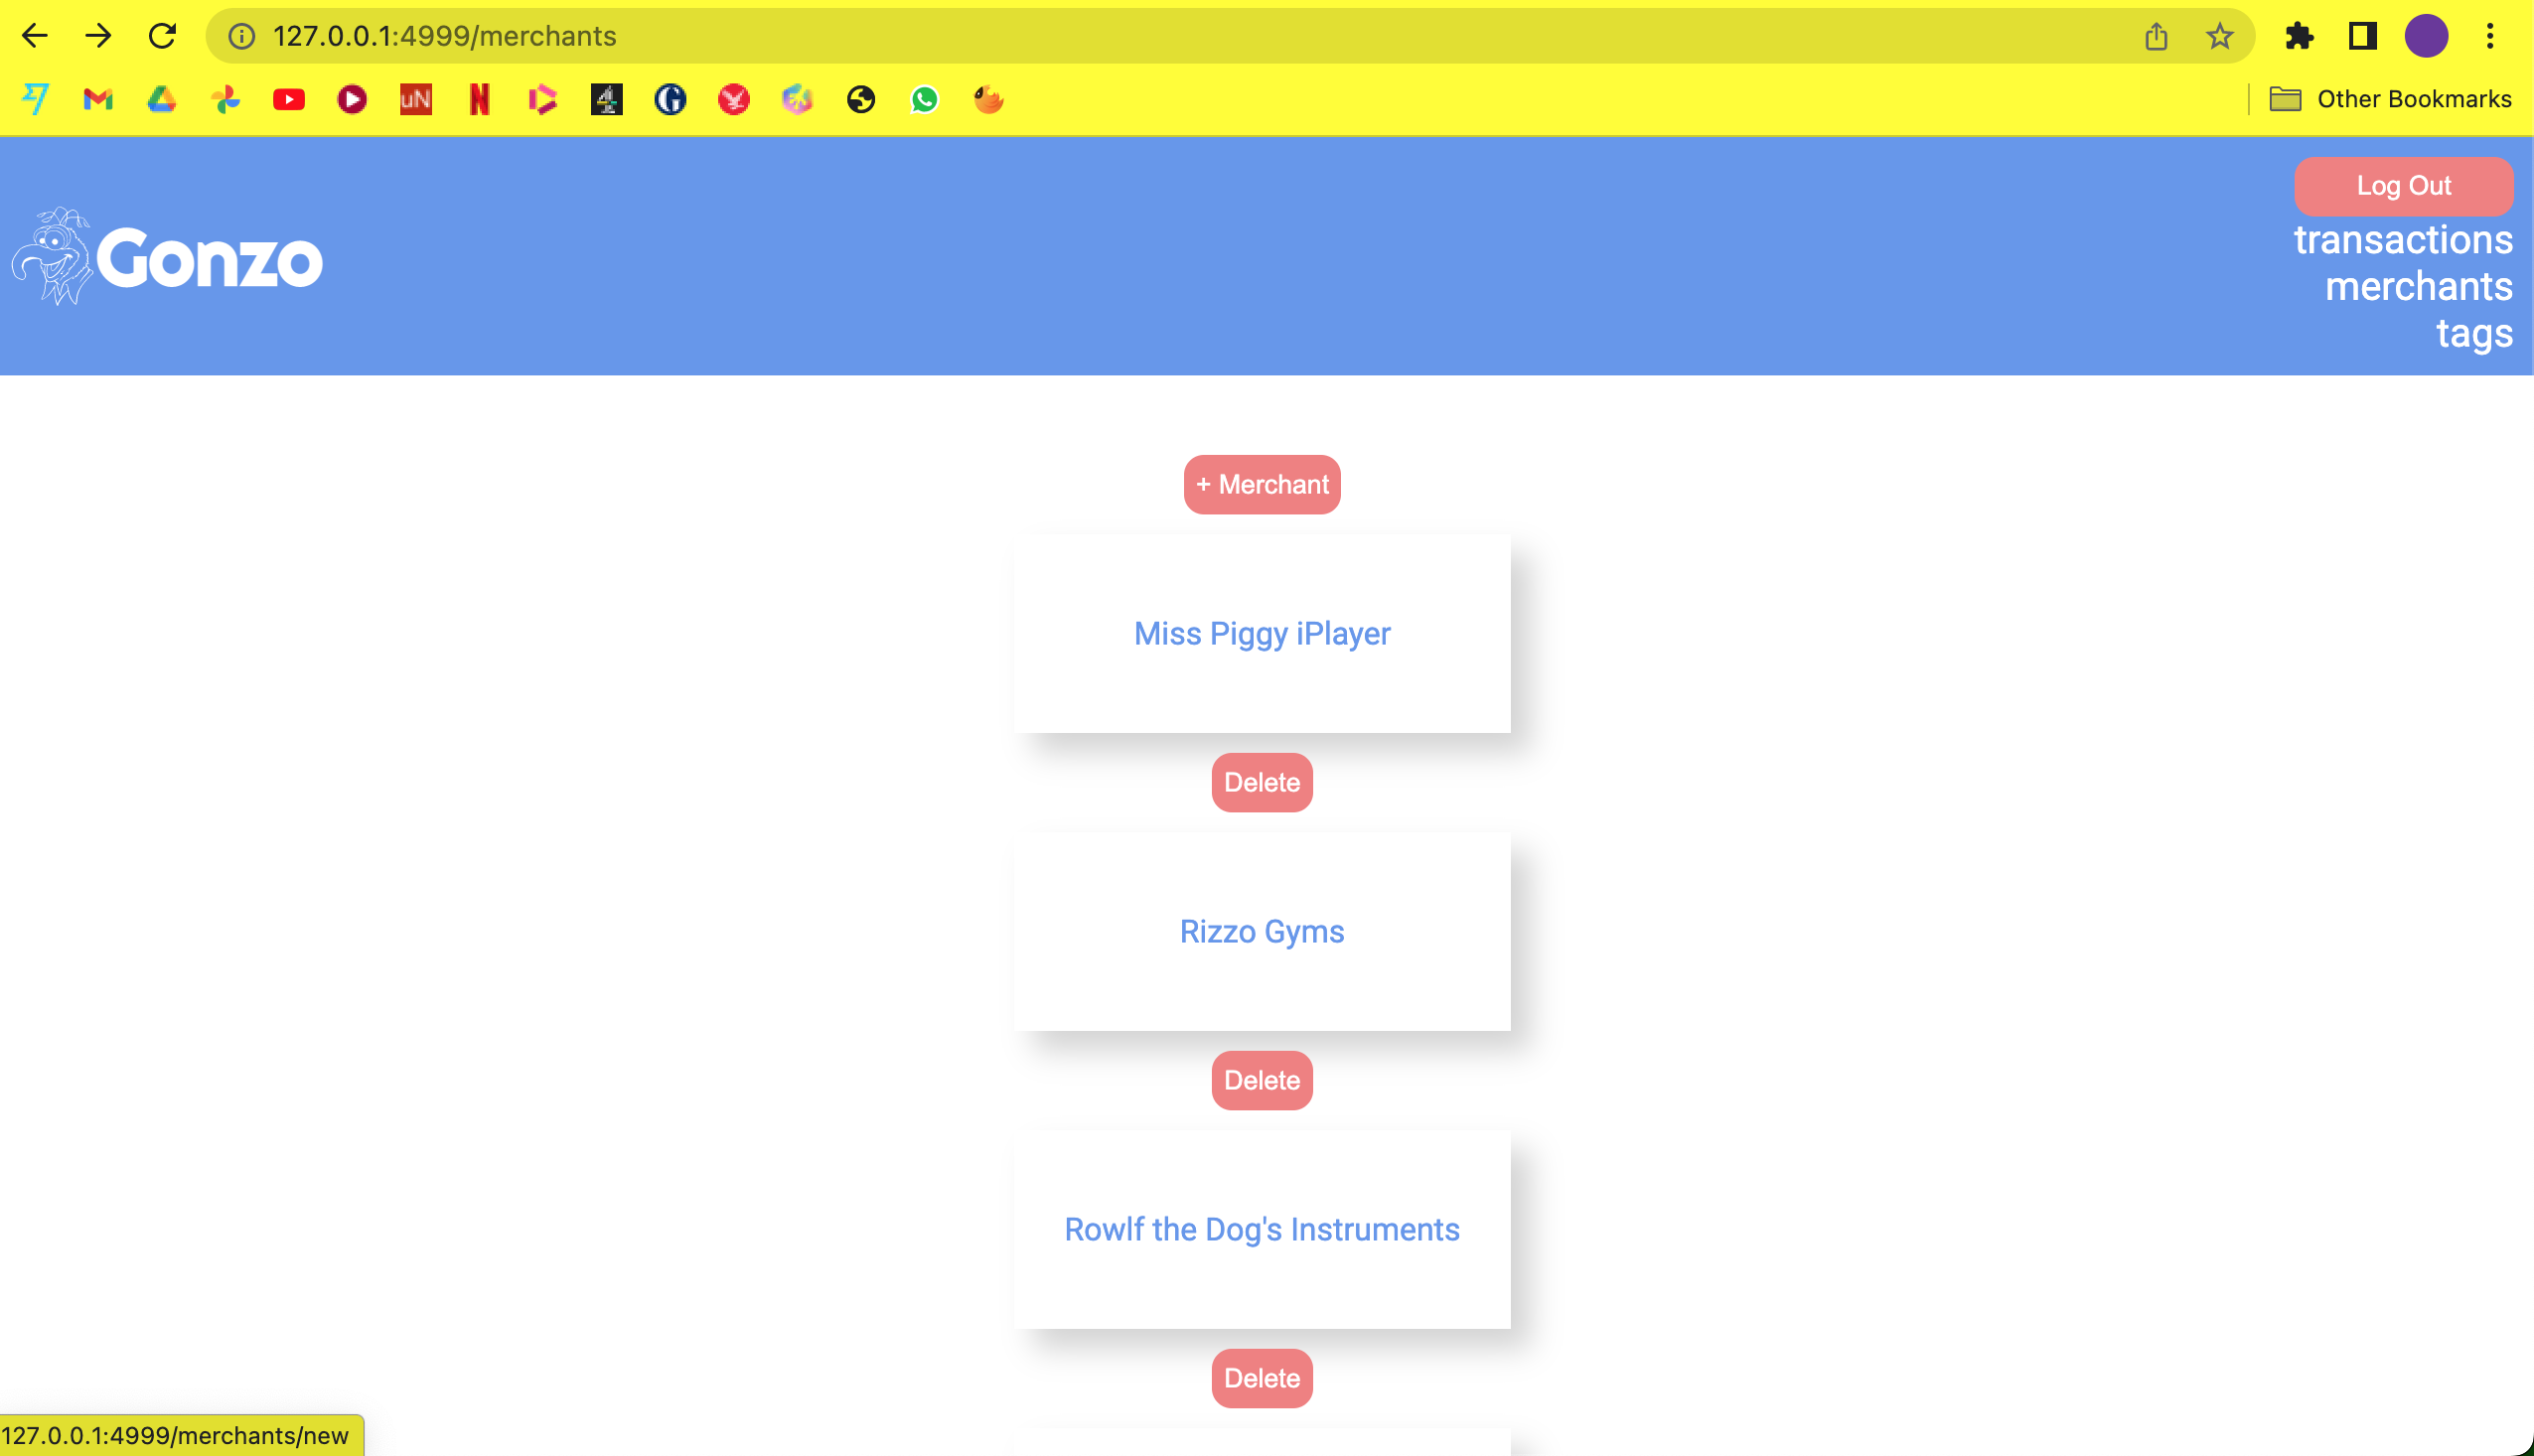 127.0.0.1:4999/merchants
uN
Other Bookmarks
Log Out
Gonzo
transactions
merchants
tags
+ Merchant
Miss Piggy iPlayer
Delete
Rizzo Gyms
Delete
Rowlf the Dog's Instruments
Delete
127.0.0.1:4999/merchants/new